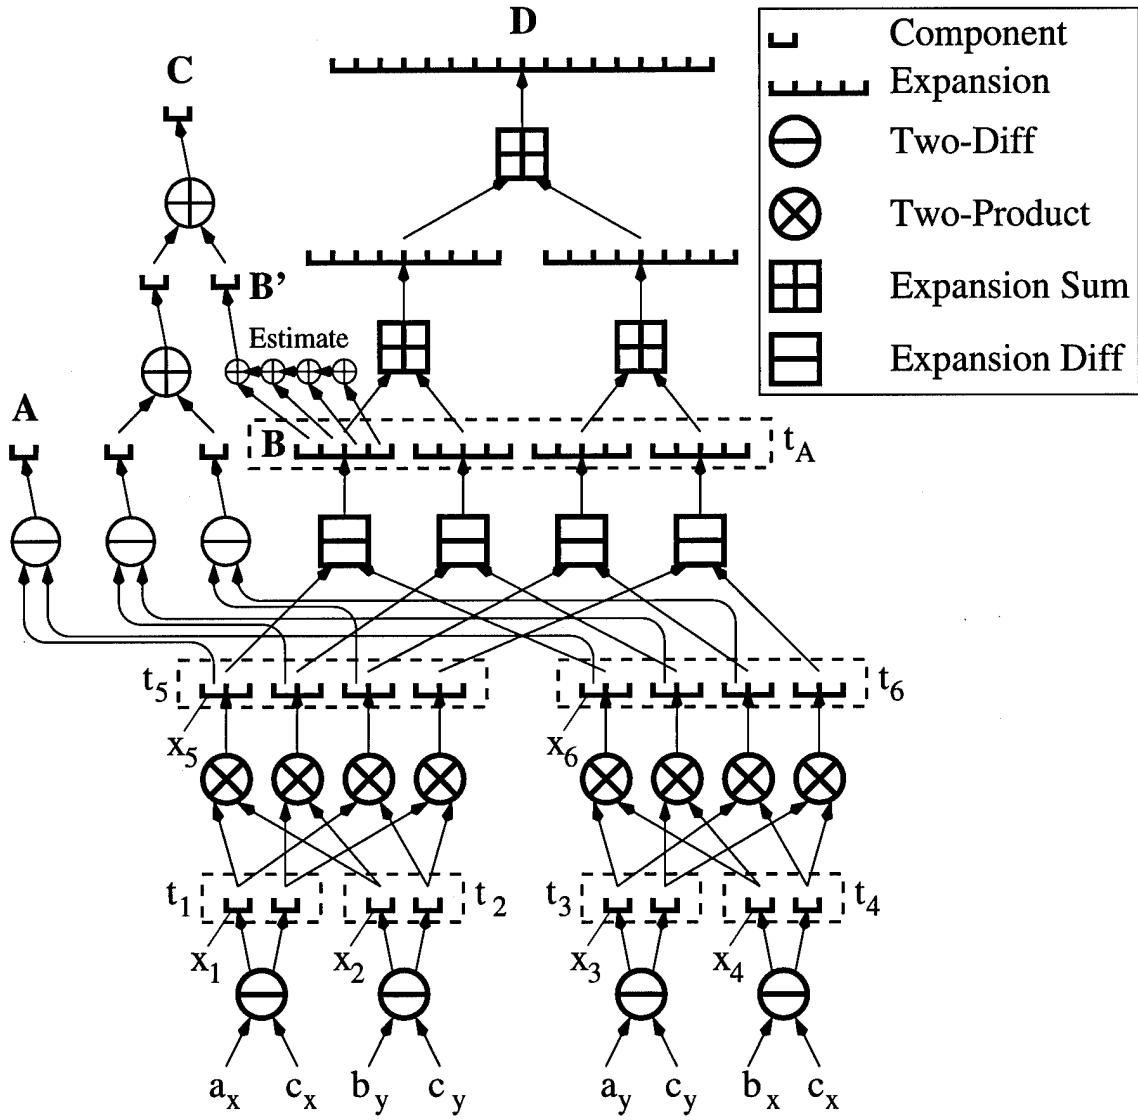 D
C
B'
Estimate
A
B
t_A
t_5
t_6
x_5
x_6
t_1
t_2
t_3
t_4
x_1
x_2
x_3
x_4
a_x c_x b_y c_y a_y c_y b_x c_x
Component
Expansion
Two-Diff
Two-Product
Expansion Sum
Expansion Diff